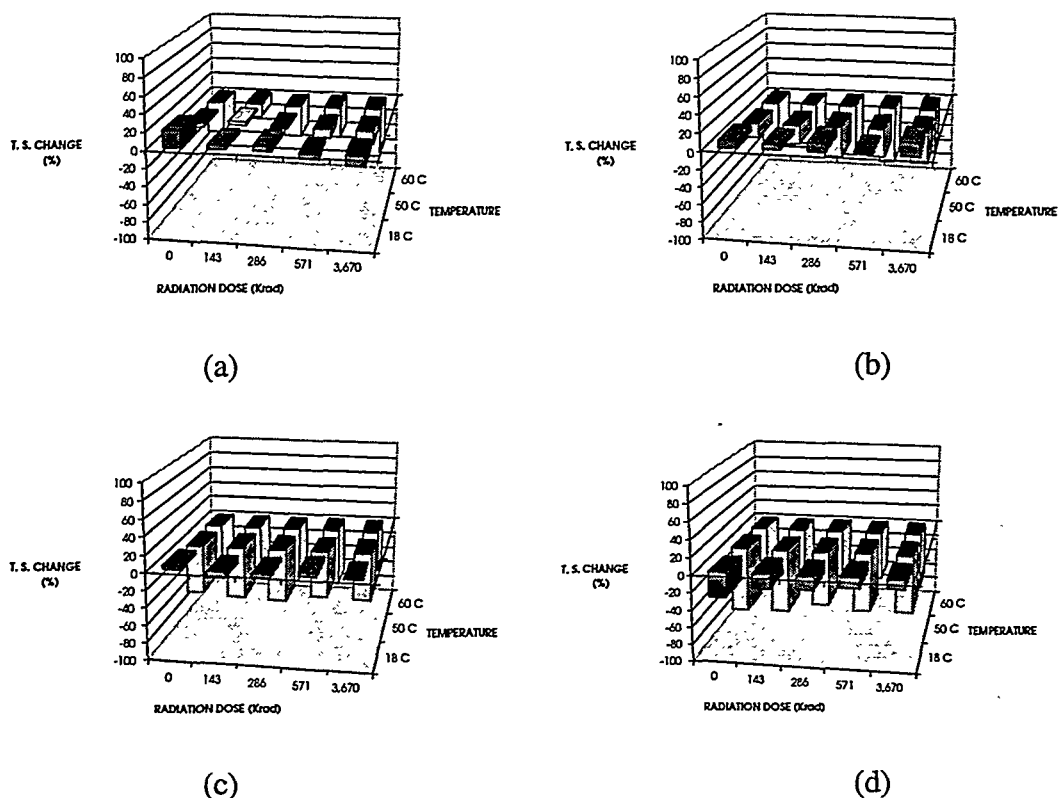 100
80
60
40
20
0
-20
-40
-60
-80
-100
T. S. CHANGE
(%)
60 C
50 C
18 C
TEMPERATURE
0 143 286 571 3,670
RADIATION DOSE (Krad)
(a)
100
80
60
40
20
0
-20
-40
-60
-80
-100
T. S. CHANGE
(%)
60 C
50 C
18 C
TEMPERATURE
0 143 286 571 3,670
RADIATION DOSE (Krad)
(b)
100
80
60
40
20
0
-20
-40
-60
-80
-100
T. S. CHANGE
(%)
60 C
50 C
18 C
TEMPERATURE
0 143 286 571 3,670
RADIATION DOSE (Krad)
(c)
100
80
60
40
20
0
-20
-40
-60
-80
-100
T. S. CHANGE
(%)
60 C
50 C
18 C
TEMPERATURE
0 143 286 571 3,670
RADIATION DOSE (Krad)
(d)